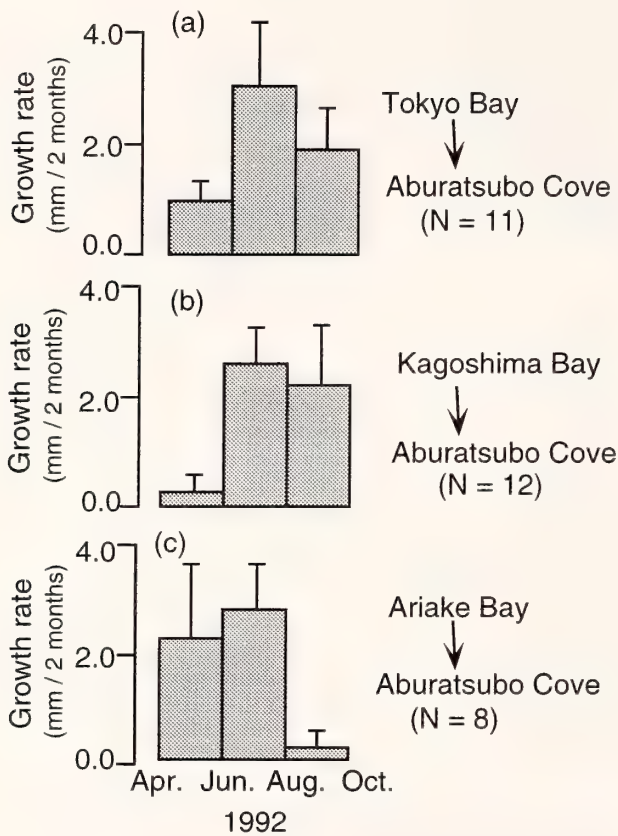 (a)
4.0
2.0
0.0
Growth rate
(mm / 2 months)
Tokyo Bay
Aburatsubo Cove
(N = 11)
(b)
4.0
2.0
0.0
Growth rate
(mm / 2 months)
Kagoshima Bay
Aburatsubo Cove
(N = 12)
(c)
4.0
2.0
0.0
Growth rate
(mm / 2 months)
Ariake Bay
Aburatsubo Cove
(N = 8)
Apr. Jun. Aug. Oct.
1992